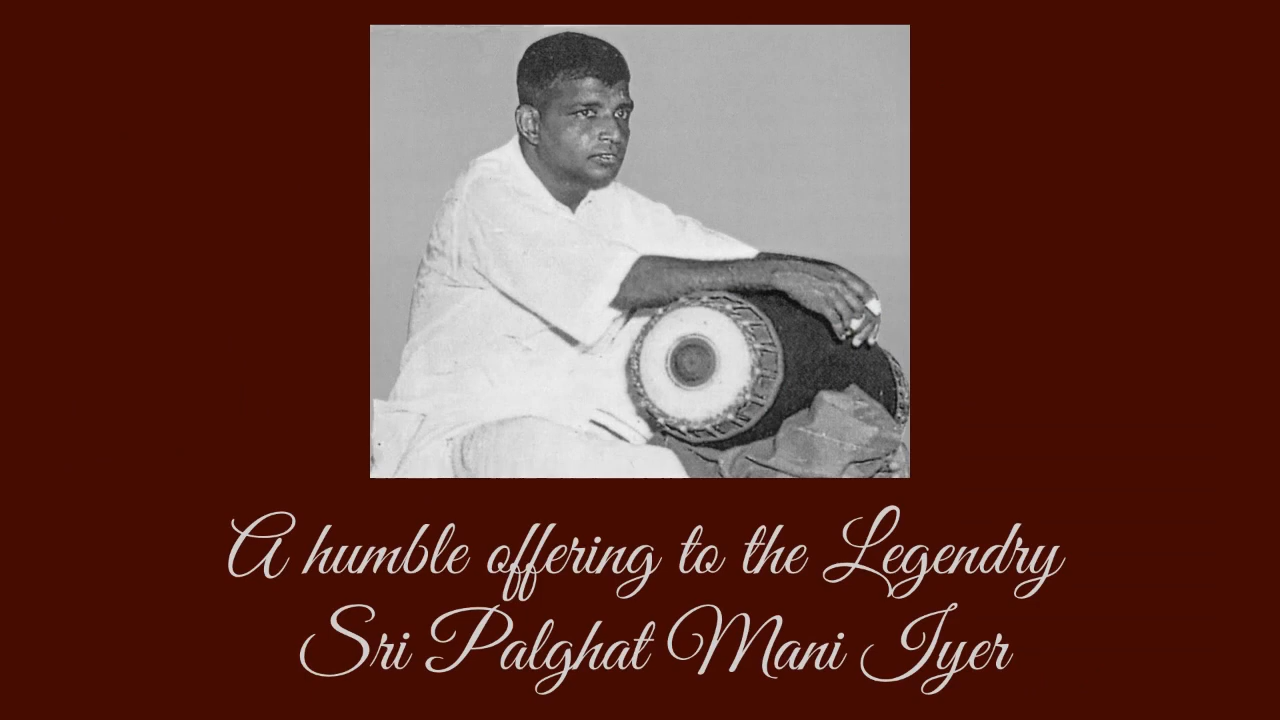 A humble offering to the Legendry
Sri Palghat Mani Iyer